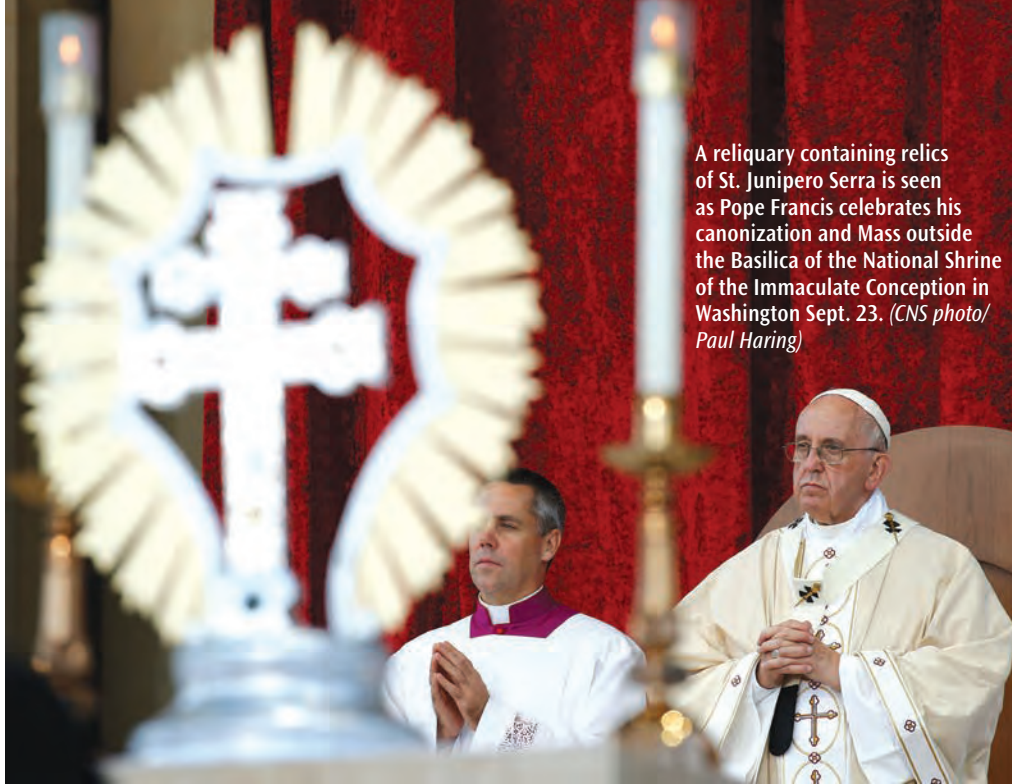 A reliquary containing relics
of St. Junipero Serra is seen
as Pope Francis celebrates his
canonization and Mass outside
the Basilica of the National Shrine
of the Immaculate Conception in
Washington Sept. 23. (CNS photo/
Paul Haring)